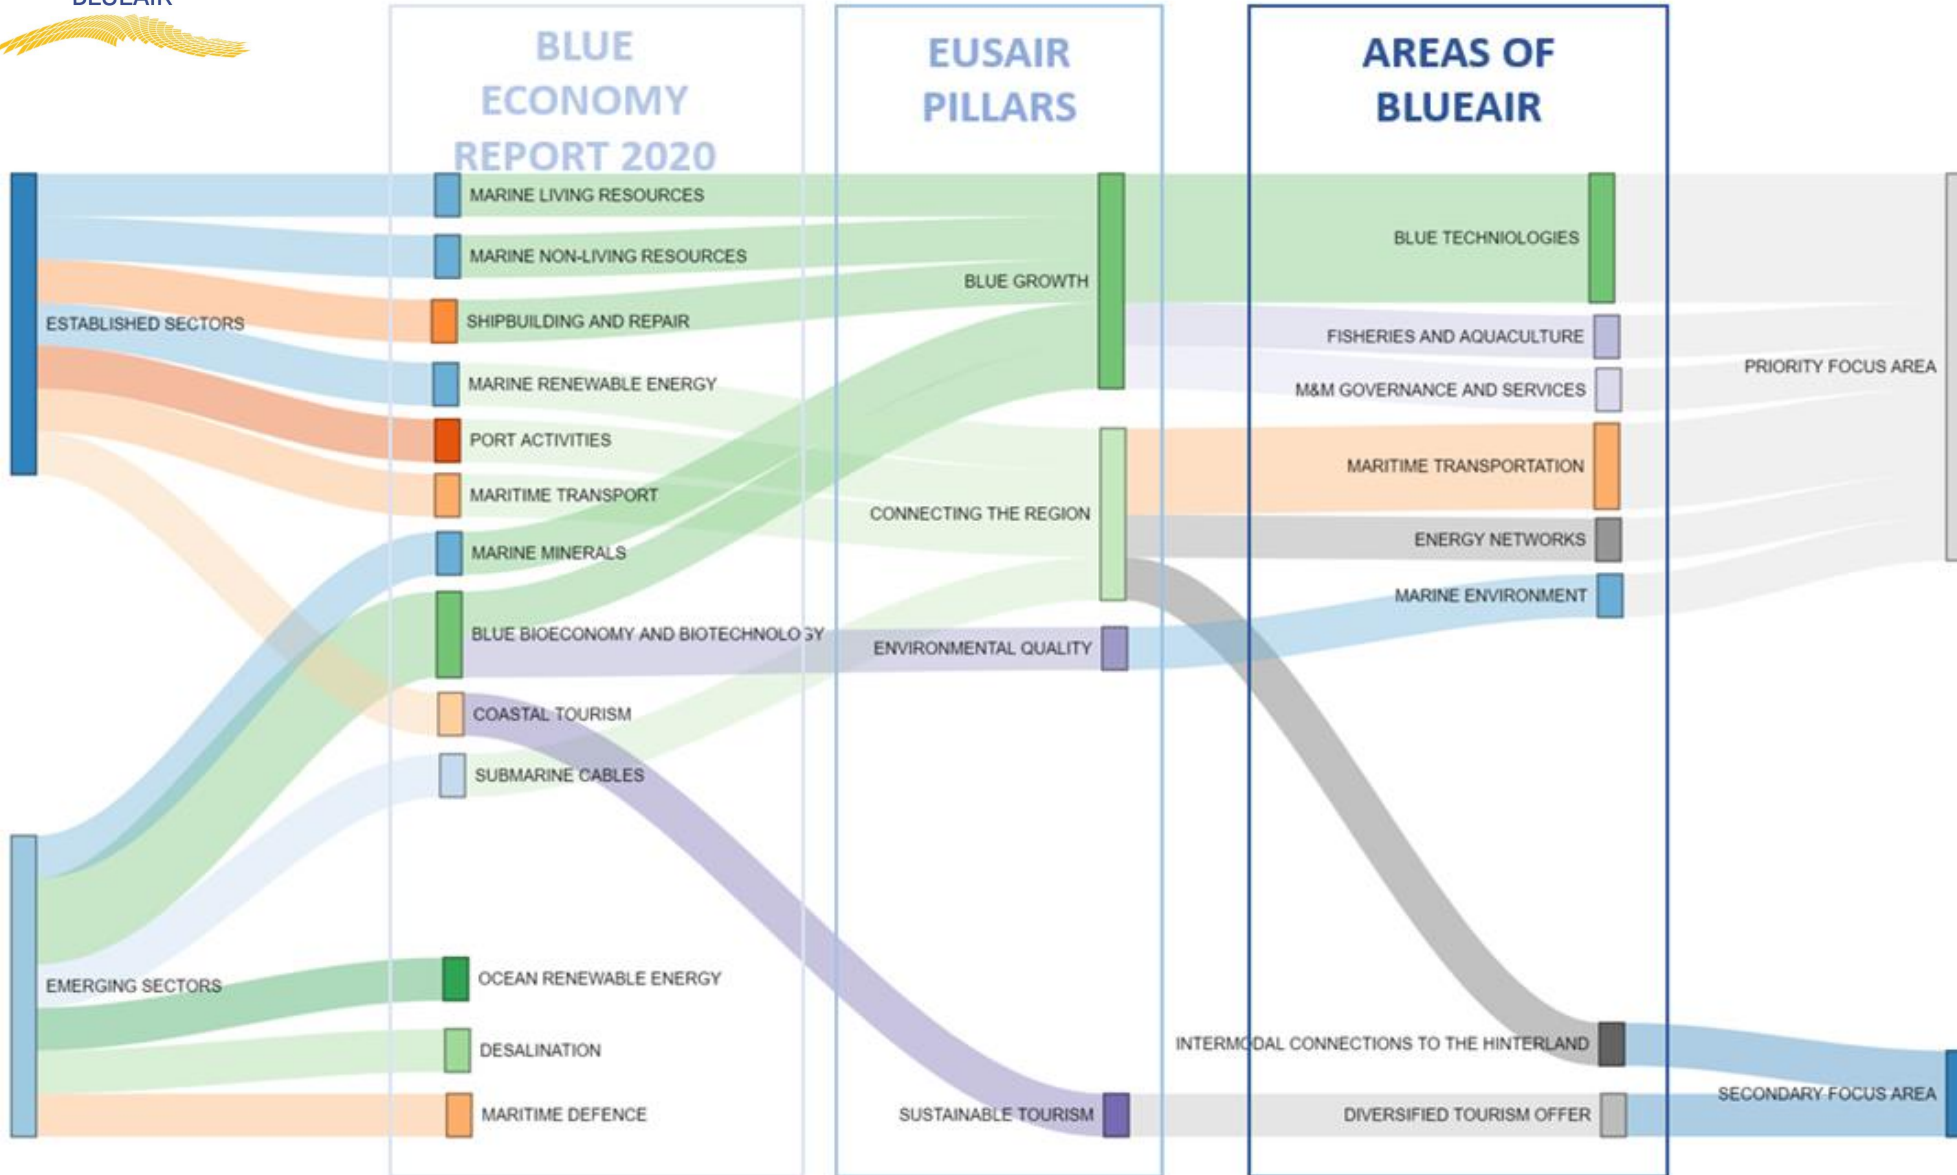 BLUEAIR
BLUE
ECONOMY
REPORT 2020
EUSAIR
PILLARS
AREAS OF
BLUEAIR
ESTABLISHED SECTORS
EMERGING SECTORS
MARINE LIVING RESOURCES
MARINE NON-LIVING RESOURCES
SHIPBUILDING AND REPAIR
MARINE RENEWABLE ENERGY
PORT ACTIVITIES
MARITIME TRANSPORT
MARINE MINERALS
BLUE BIOECONOMY AND BIOTECHNOLOGY
COASTAL TOURISM
SUBMARINE CABLES
OCEAN RENEWABLE ENERGY
DESALINATION
MARITIME DEFENCE
BLUE GROWTH
CONNECTING THE REGION
ENVIRONMENTAL QUALITY
SUSTAINABLE TOURISM
BLUE TECHNIOLOGIES
FISHERIES AND AQUACULTURE
M&M GOVERNANCE AND SERVICES
MARITIME TRANSPORTATION
ENERGY NETWORKS
MARINE ENVIRONMENT
INTERMODAL CONNECTIONS TO THE HINTERLAND
DIVERSIFIED TOURISM OFFER
PRIORITY FOCUS AREA
SECONDARY FOCUS AREA